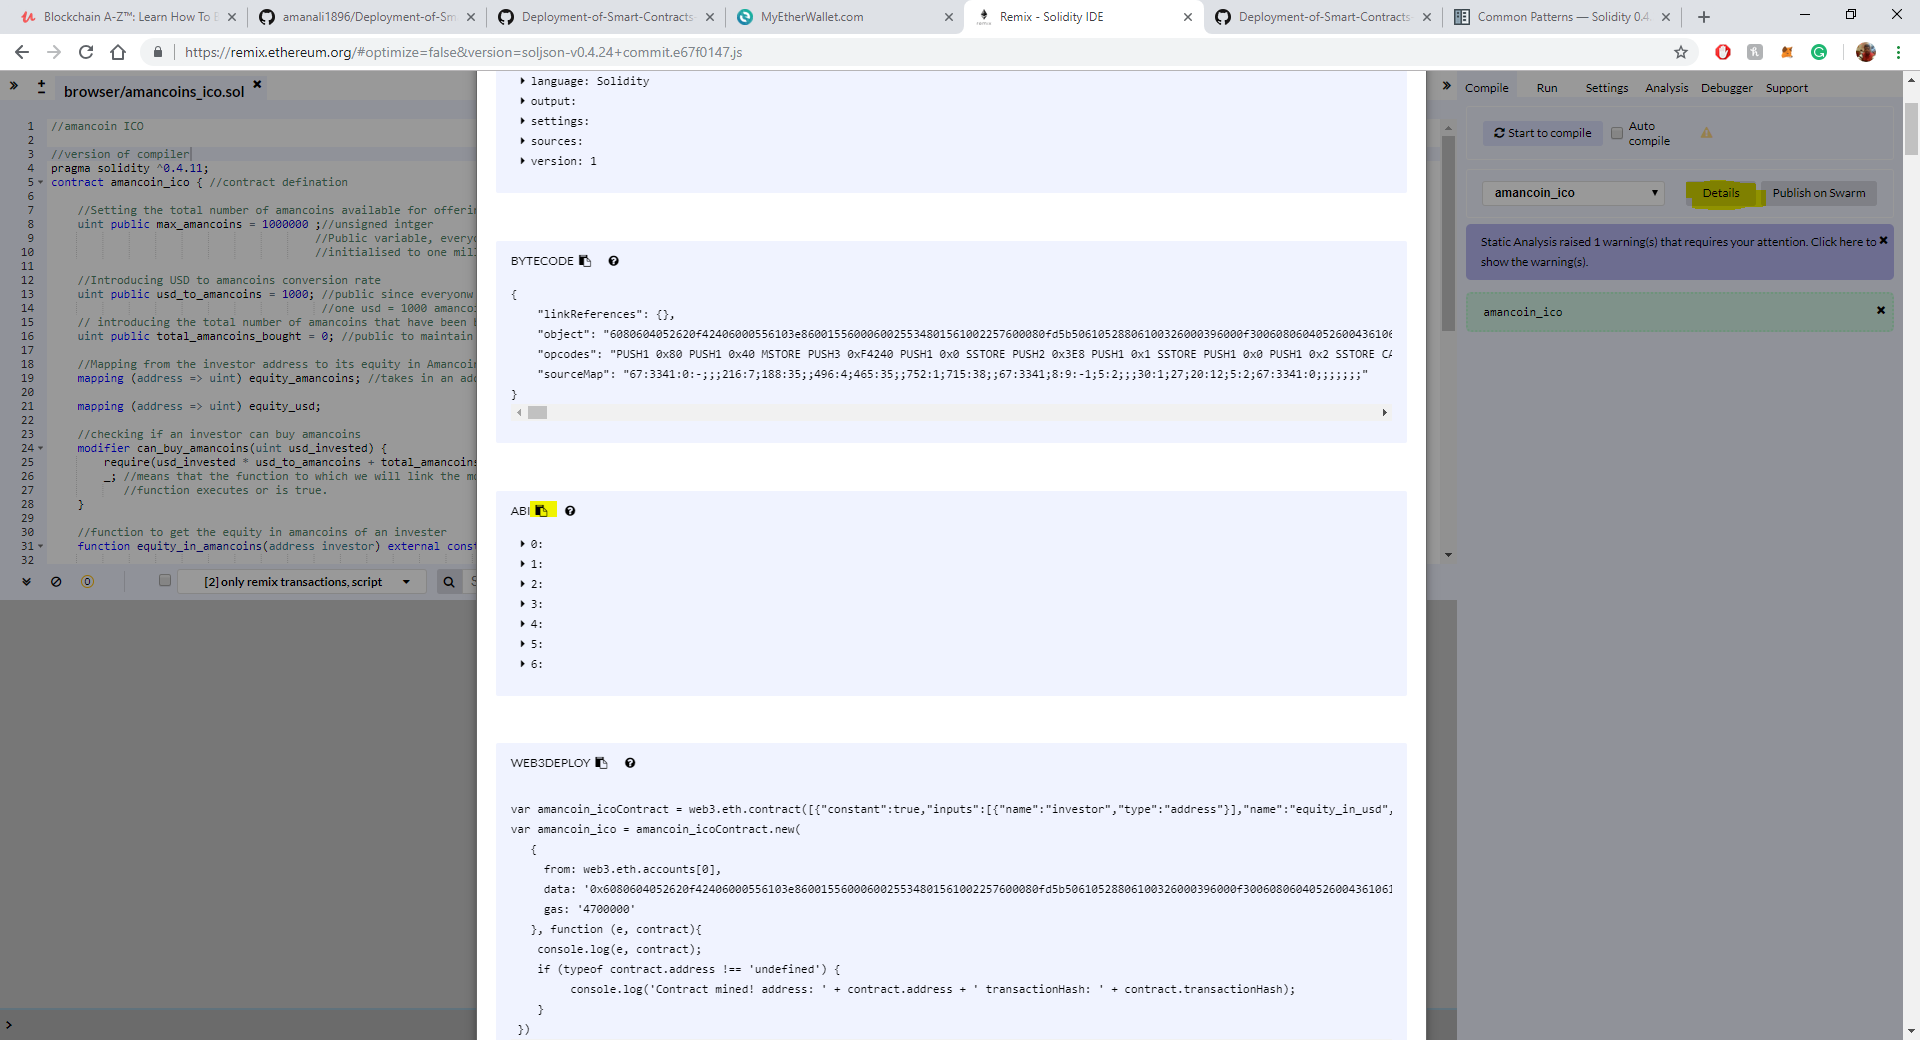 Blockchain A-Z™: Learn How To E
amanali1896/Deployment-of-Sm
Deployment-of-Smart-Contracts
MyEtherWallet.com
Remix - Solidity IDE
Deployment-of-Smart-Contracts
Common Patterns — Solidity 0.4.
https://remix.ethereum.org/#optimize=false&version=soljson-v0.4.24+commit.e67f0147.js
browser/amancoins_ico.sol
1 //amancoin ICO
2
3 //version of compiler
4 pragma solidity ^0.4.11;
5 contract amancoin_ico { //contract defination
6
7 //Setting the total number of amancoins available for offerin
8 uint public max_amancoins = 1000000 ;//unsigned integer
9 //Public variable, everyo
10 //initialised to one mill
11
12 //Introducing USD to amancoins conversion rate
13 uint public usd_to_amancoins = 1000; //public since everyonw
14 //one usd = 1000 amancoi
15 // introducing the total number of amancoins that have been b
16 uint public total_amancoins_bought = 0; //public to maintain
17
18 //Mapping from the investor address to its equity in Amancoin
19 mapping (address => uint) equity_amancoins; //takes in an add
20
21 mapping (address => uint) equity_usd;
22
23 //checking if an investor can buy amancoins
24 modifier can_buy_amancoins(uint usd_invested) {
25 require(usd_invested * usd_to_amancoins + total_amancoins
26 _; //means that the function to which we will link the mo
27 //function executes or is true.
28 }
29
30 //function to get the equity in amancoins of an invester
31 function equity_in_amancoins(address investor) external const
32
0
[2] only remix transactions, script
S
>
language: Solidity
output:
settings:
sources:
version: 1
BYTECODE
{
"linkReferences": {},
"object": "6080604052620f42406000556103e860015560006002553480156100225760­0080fd5b506105288061003260­00396000f300608060405260043610­6
"opcodes": "PUSH1 0x80 PUSH1 0x40 MSTORE PUSH3 0xF4240 PUSH1 0x0 SSTORE PUSH2 0x3E8 PUSH1 0x1 SSTORE PUSH1 0x0 PUSH1 0x2 SSTORE CA
"sourceMap": "67:3341:0:-;;;216:7;188:35;;496:4;465:35;;752:1;715:38;;67:3341;8:9:-1;5:2;;;30:1;27;20:12;5:2;67:3341:0;;;;;;;"
}
ABI
0:
1:
2:
3:
4:
5:
6:
WEB3DEPLOY
var amancoin_icoContract = web3.eth.contract([{"constant":true,"inputs":[{"name":"investor","type":"address"}],"name":"equity_in_usd",
var amancoin_ico = amancoin_icoContract.new(
{
from: web3.eth.accounts[0],
data: '0x6080604052620f42406000556103e8600155600060025534801561002257600080fd5b506105288061003260003960­00f30060806040526004361061
gas: '4700000'
}, function (e, contract){
console.log(e, contract);
if (typeof contract.address !== 'undefined') {
console.log('Contract mined! address: ' + contract.address + ' transactionHash: ' + contract.transactionHash);
}
})
Compile Run Settings Analysis Debugger Support
Start to compile
Auto compile
amancoin_ico
Details
Publish on Swarm
Static Analysis raised 1 warning(s) that requires your attention. Click here to
show the warning(s).
amancoin_ico